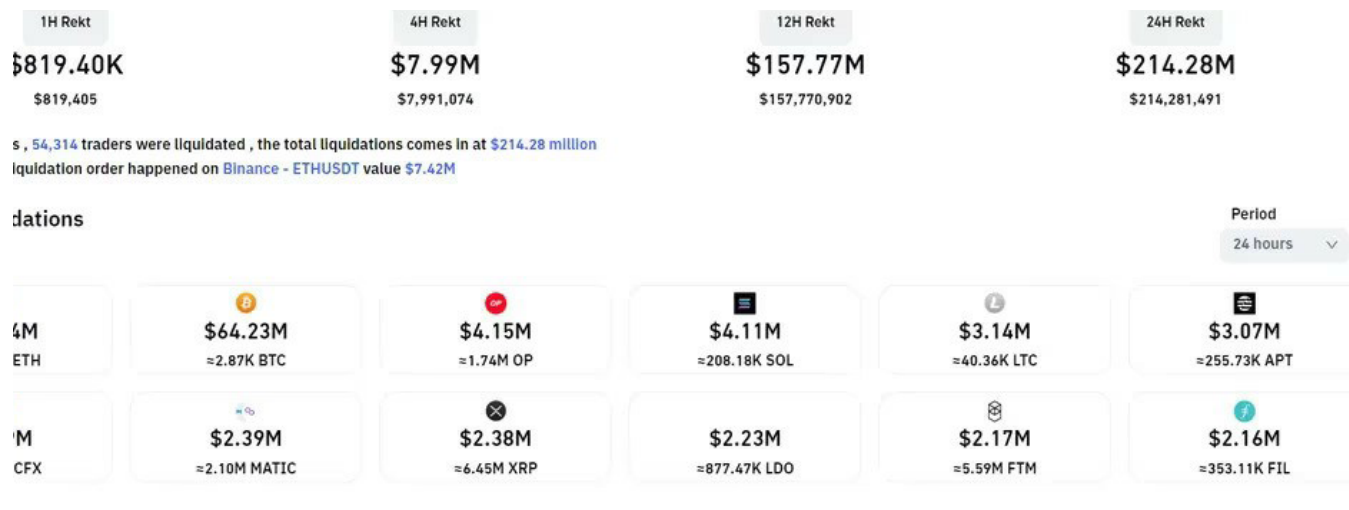 1H Rekt 4H Rekt 12H Rekt 24H Rekt
$819.40K $7.99M $157.77M $214.28M
$819,405 $7,991,074 $157,770,902 $214,281,491
s , 54,314 traders were liquidated , the total liquidations comes in at $214.28 million
iquidation order happened on Binance - ETHUSDT value $7.42M
dations
Period
24 hours
4M $64.23M $4.15M $4.11M $3.14M $3.07M
ETH ≈2.87K BTC ≈1.74M OP ≈208.18K SOL ≈40.36K LTC ≈255.73K APT
M $2.39M $2.38M $2.23M $2.17M $2.16M
CFX ≈2.10M MATIC ≈6.45M XRP ≈877.47K LDO ≈5.59M FTM ≈353.11K FIL